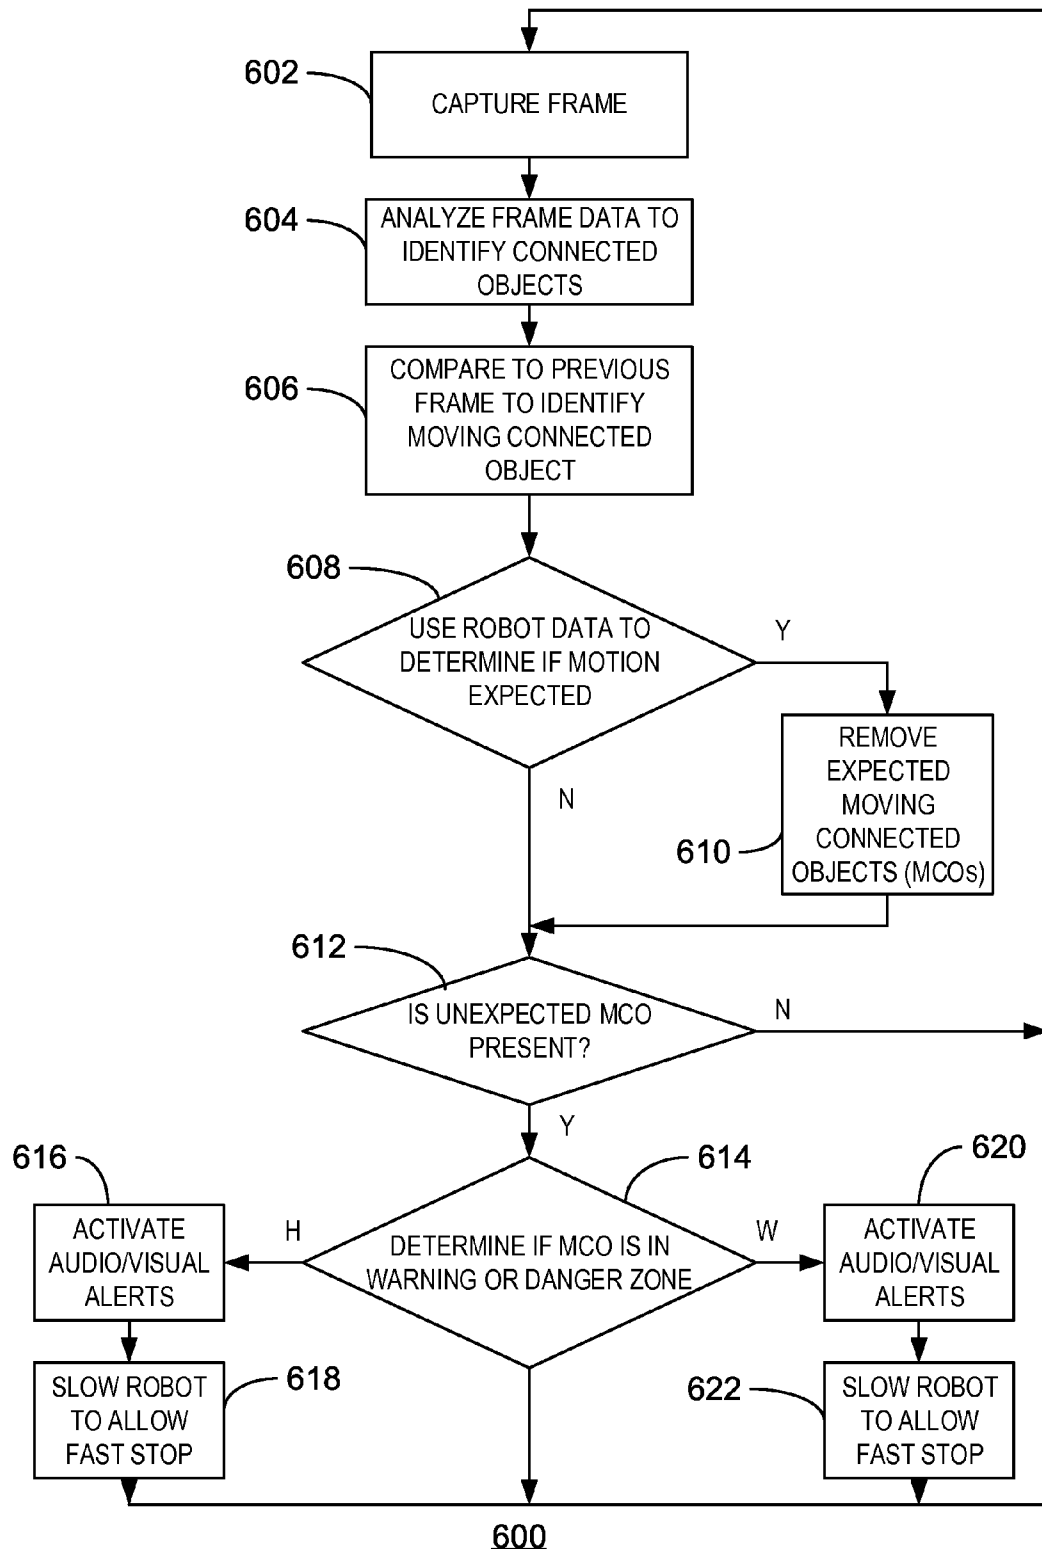 602
CAPTURE FRAME
604
ANALYZE FRAME DATA TO
IDENTIFY CONNECTED
OBJECTS
606
COMPARE TO PREVIOUS
FRAME TO IDENTIFY
MOVING CONNECTED
OBJECT
608
USE ROBOT DATA TO
DETERMINE IF MOTION
EXPECTED
Y
N
610
REMOVE
EXPECTED
MOVING
CONNECTED
OBJECTS (MCOs)
612
IS UNEXPECTED MCO
PRESENT?
N
Y
614
DETERMINE IF MCO IS IN
WARNING OR DANGER ZONE
H
W
616
ACTIVATE
AUDIO/VISUAL
ALERTS
618
SLOW ROBOT
TO ALLOW
FAST STOP
620
ACTIVATE
AUDIO/VISUAL
ALERTS
622
SLOW ROBOT
TO ALLOW
FAST STOP
600